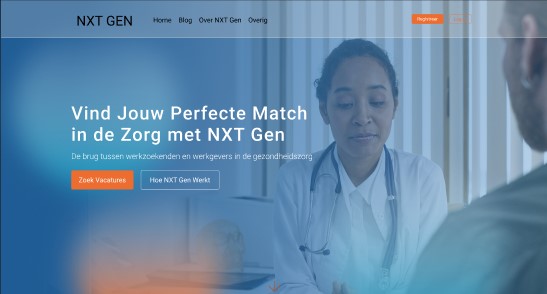 NXT GEN
Home Blog Over NXT Gen Overig
Registreer
Vind Jouw Perfecte Match
in de Zorg met NXT Gen
De brug tussen werkzoekenden en werkgevers in de gezondheidszorg
Zoek Vacatures
Hoe NXT Gen Werkt